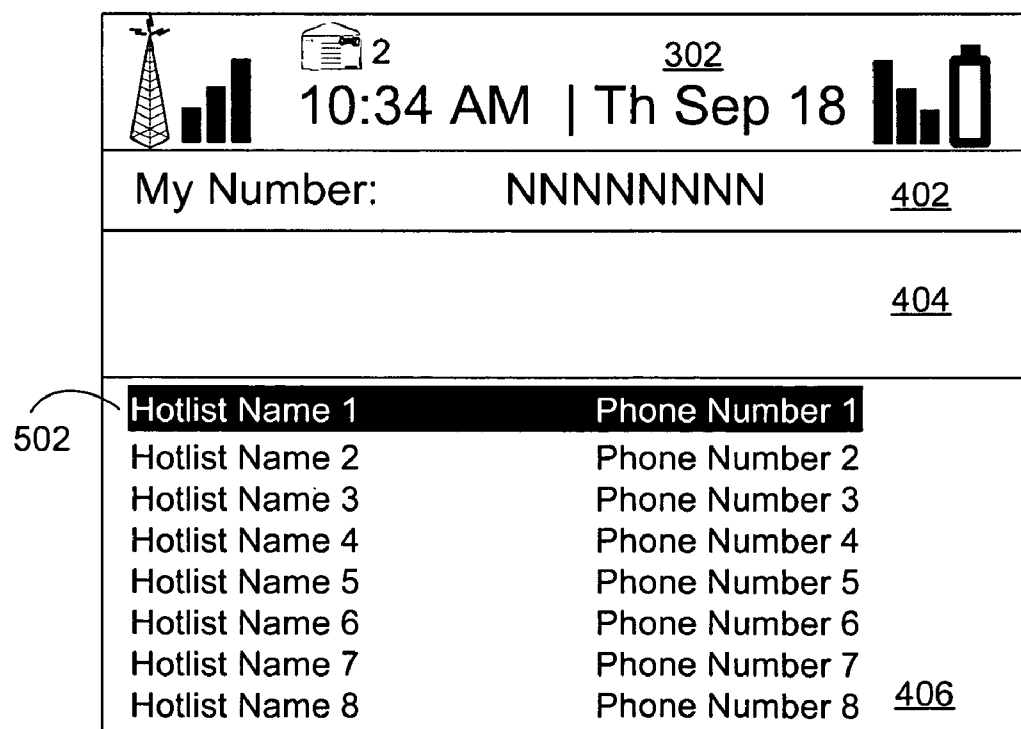 2
302
10:34 AM | Th Sep 18
My Number: NNNNNNNN 402
404
502
Hotlist Name 1 Phone Number 1
Hotlist Name 2 Phone Number 2
Hotlist Name 3 Phone Number 3
Hotlist Name 4 Phone Number 4
Hotlist Name 5 Phone Number 5
Hotlist Name 6 Phone Number 6
Hotlist Name 7 Phone Number 7
Hotlist Name 8 Phone Number 8 406